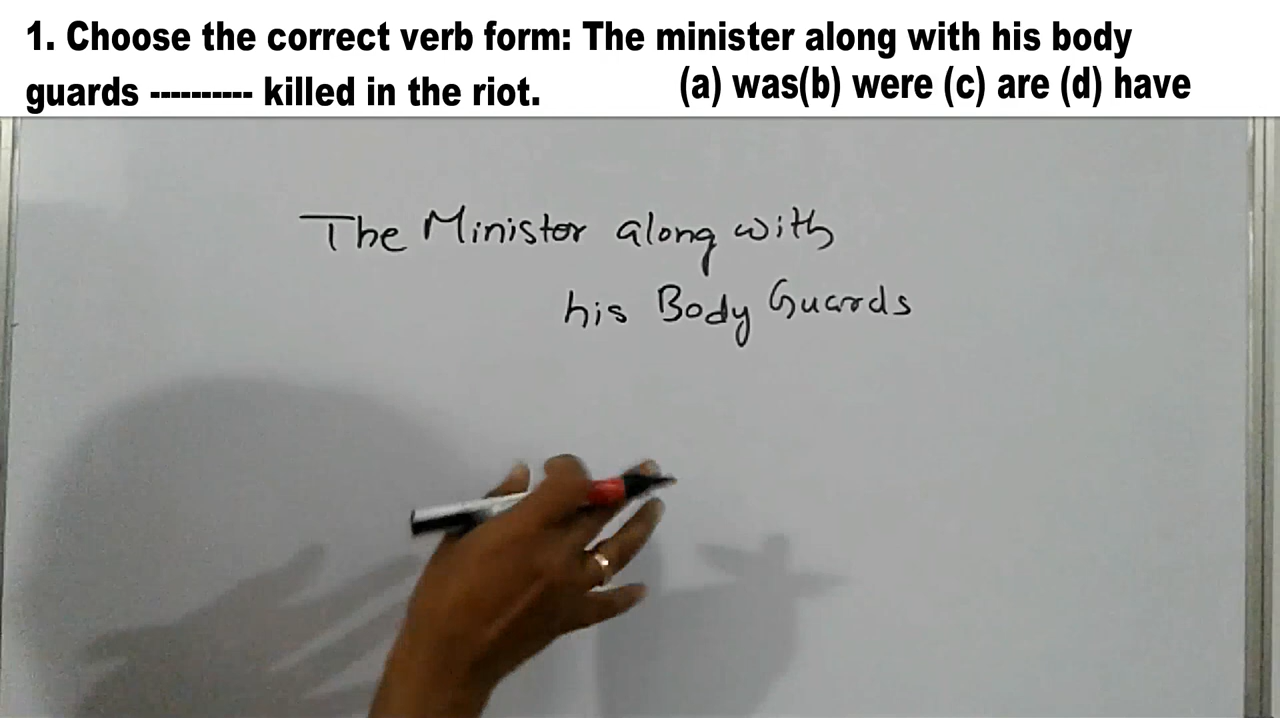 1. Choose the correct verb form: The minister along with his body
guards ---------- killed in the riot. (a) was(b) were (c) are (d) have
The Minister along with
his Body Guards